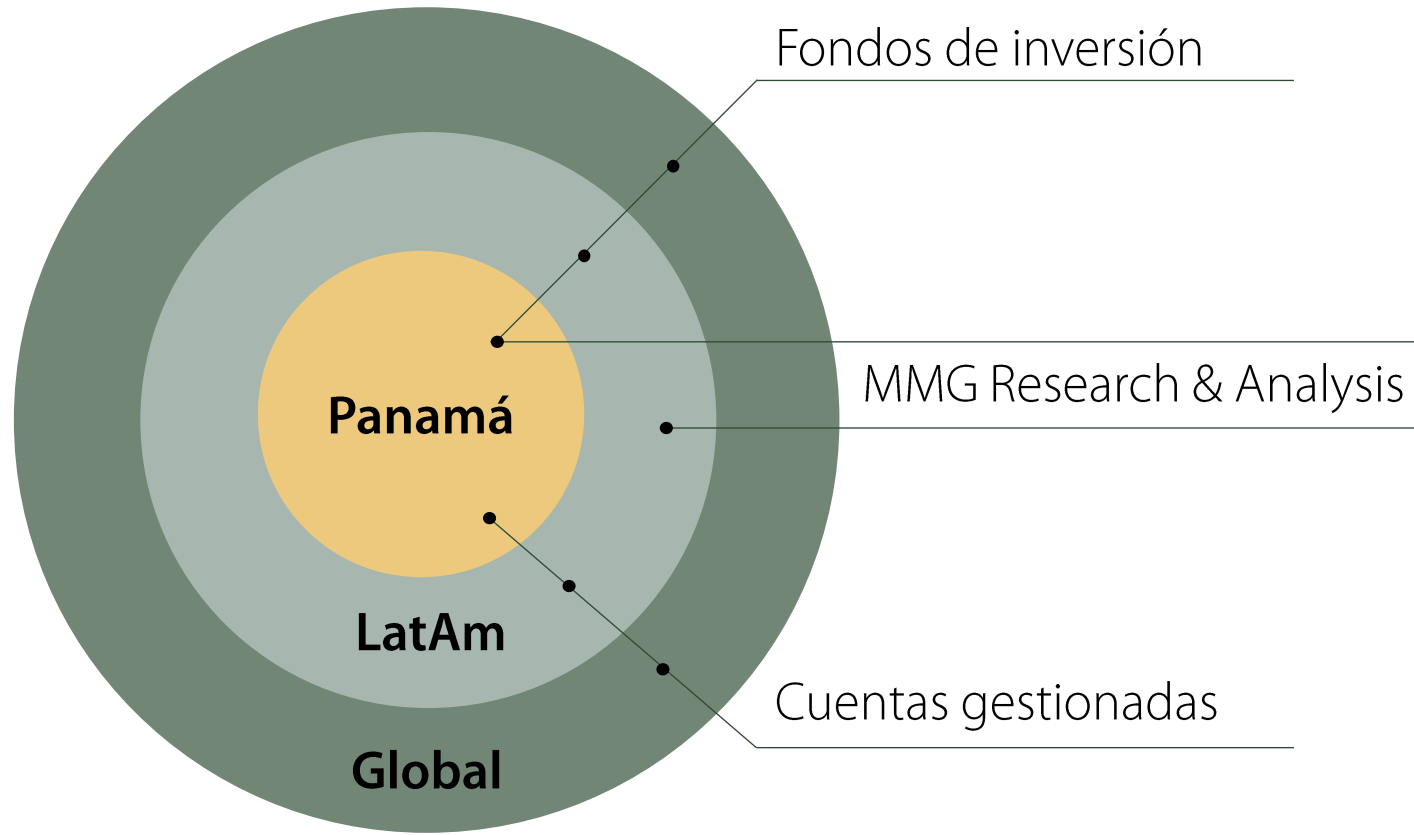 Fondos de inversión
MMG Research & Analysis
Panamá
LatAm
Cuentas gestionadas
Global